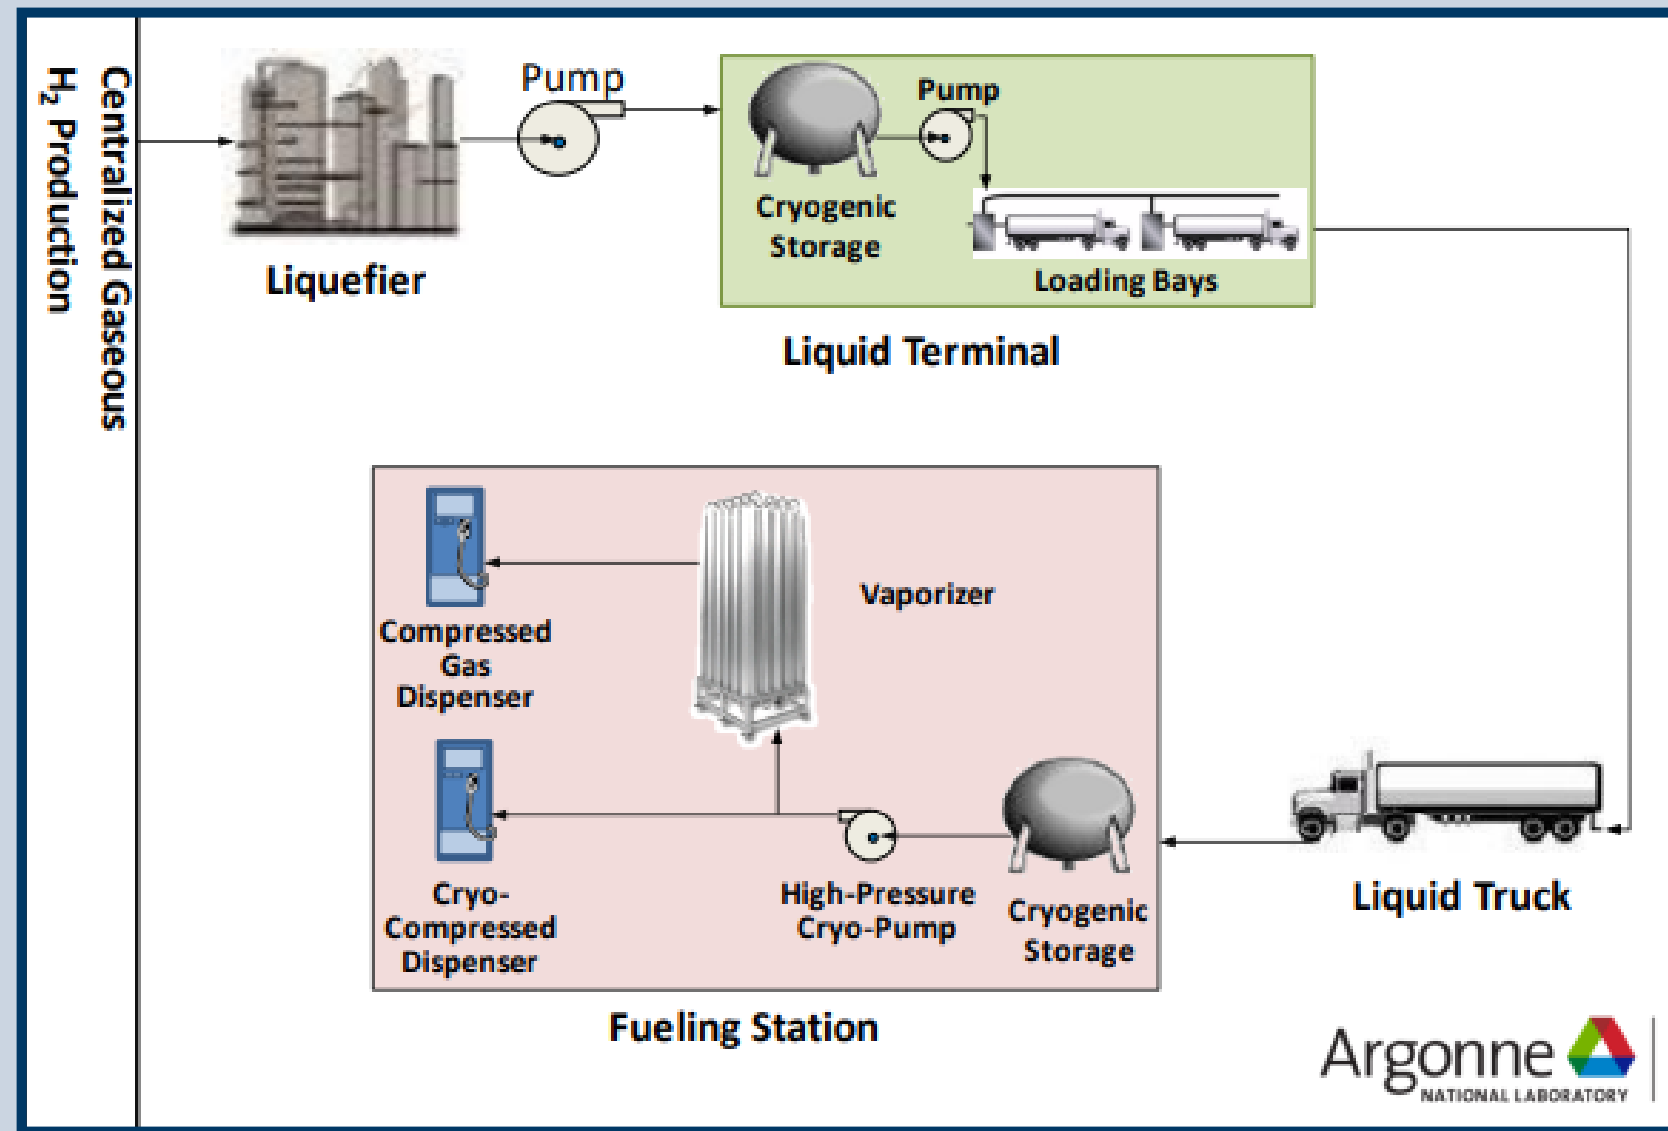 Centralized Gaseous
H₂ Production
Pump
Liquefier
Pump
Cryogenic
Storage
Loading Bays
Liquid Terminal
Compressed
Gas
Dispenser
Vaporizer
Cryo-
Compressed
Dispenser
High-Pressure
Cryo-Pump
Cryogenic
Storage
Liquid Truck
Fueling Station
Argonne
NATIONAL LABORATORY